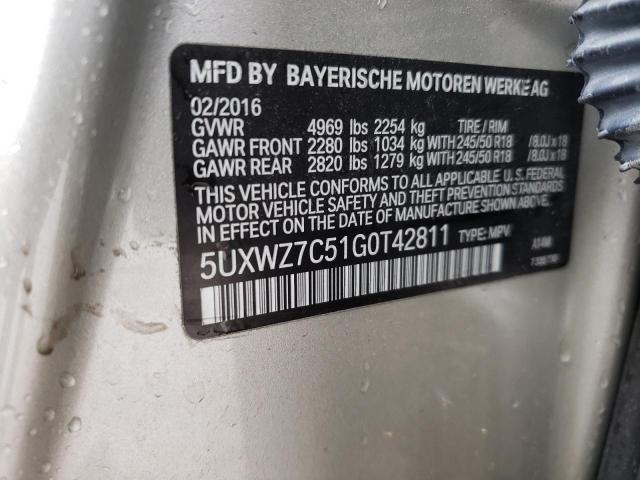 MFD BY BAYERISCHE MOTOREN WERKE AG
02/2016
GVWR 4969 lbs 2254 kg TIRE / RIM
GAWR FRONT 2280 lbs 1034 kg WITH 245/50 R18 /8.0J x 18
GAWR REAR 2820 lbs 1279 kg WITH 245/50 R18 /8.0J x 18
THIS VEHICLE CONFORMS TO ALL APPLICABLE U. S. FEDERAL
MOTOR VEHICLE SAFETY AND THEFT PREVENTION STANDARDS
IN EFFECT ON THE DATE OF MANUFACTURE SHOWN ABOVE.
5UXWZ7C51G0T42811 TYPE: MPV